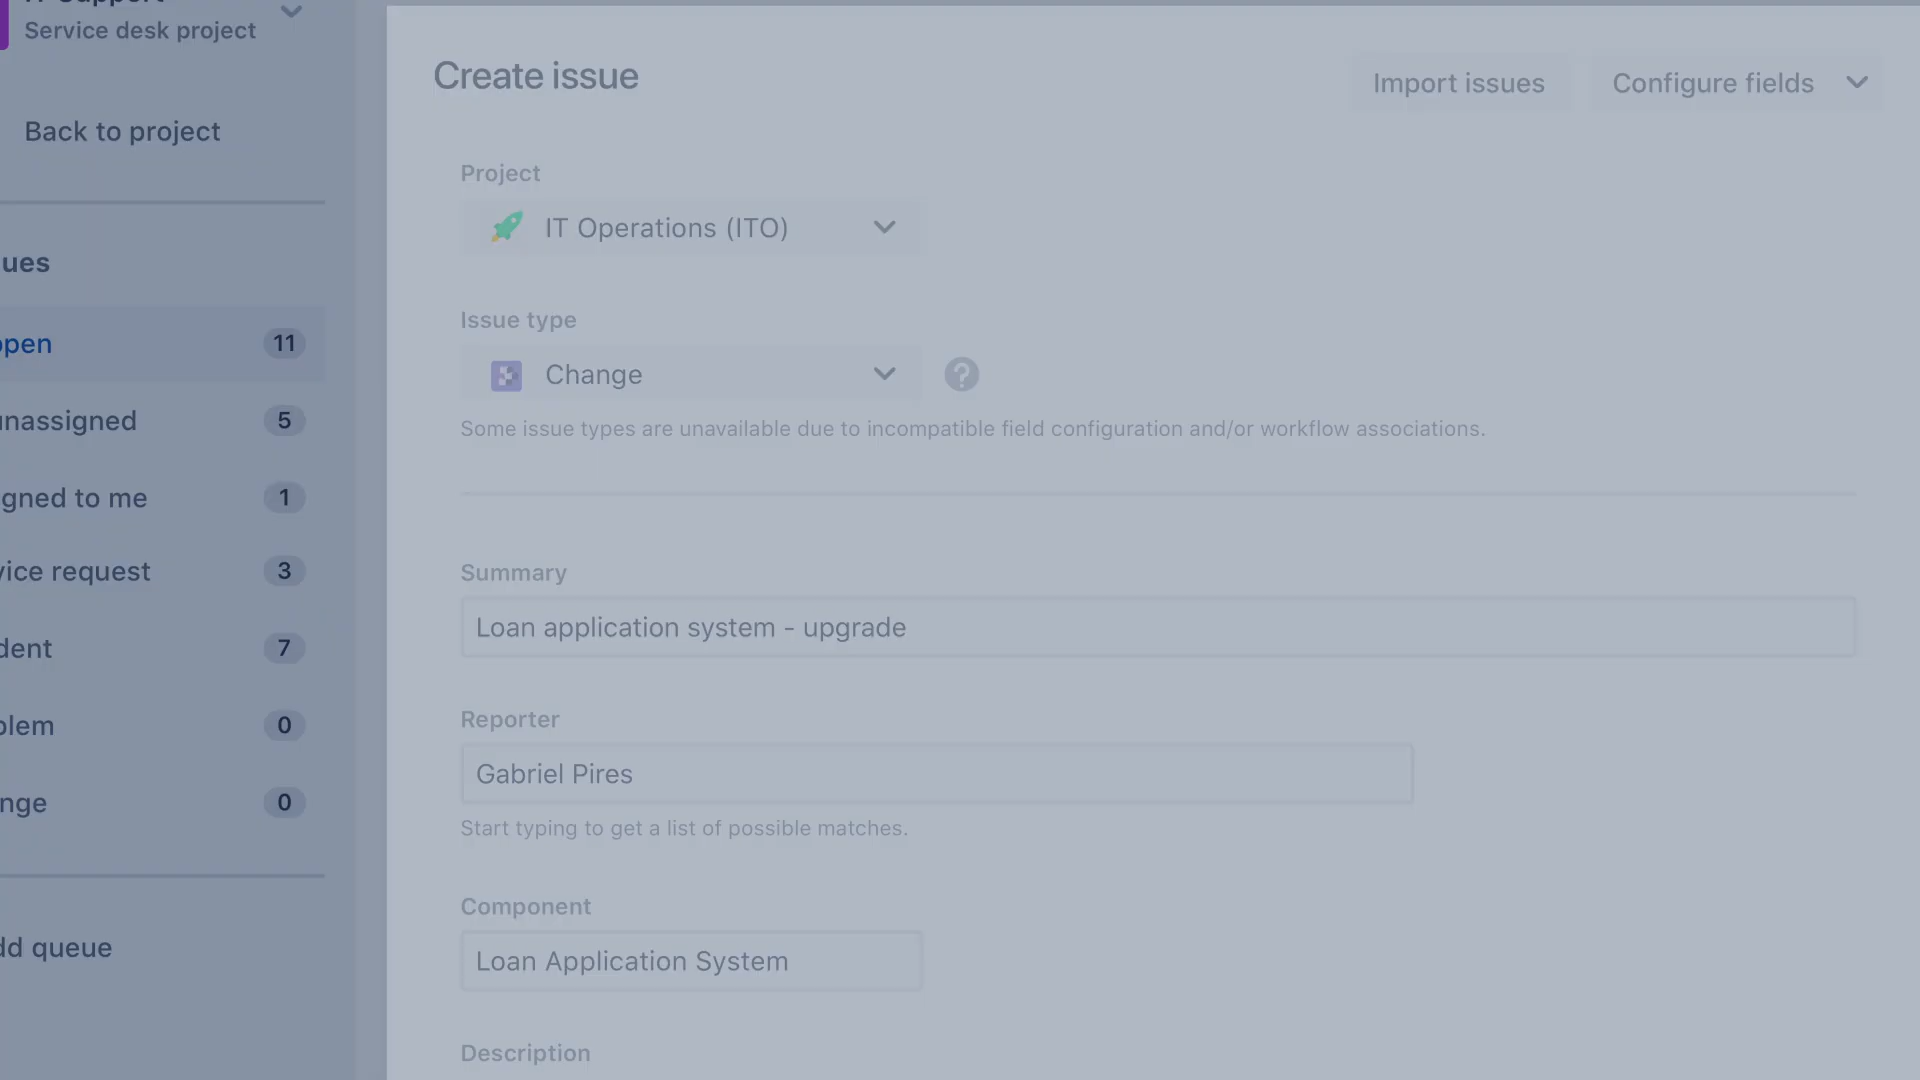 Service desk project
Back to project
ues
open 11
unassigned 5
gned to me 1
vice request 3
dent 7
blem 0
nge 0
dd queue
Create issue
Import issues
Configure fields
Project
IT Operations (ITO)
Issue type
Change
?
Some issue types are unavailable due to incompatible field configuration and/or workflow associations.
Summary
Loan application system - upgrade
Reporter
Gabriel Pires
Start typing to get a list of possible matches.
Component
Loan Application System
Description